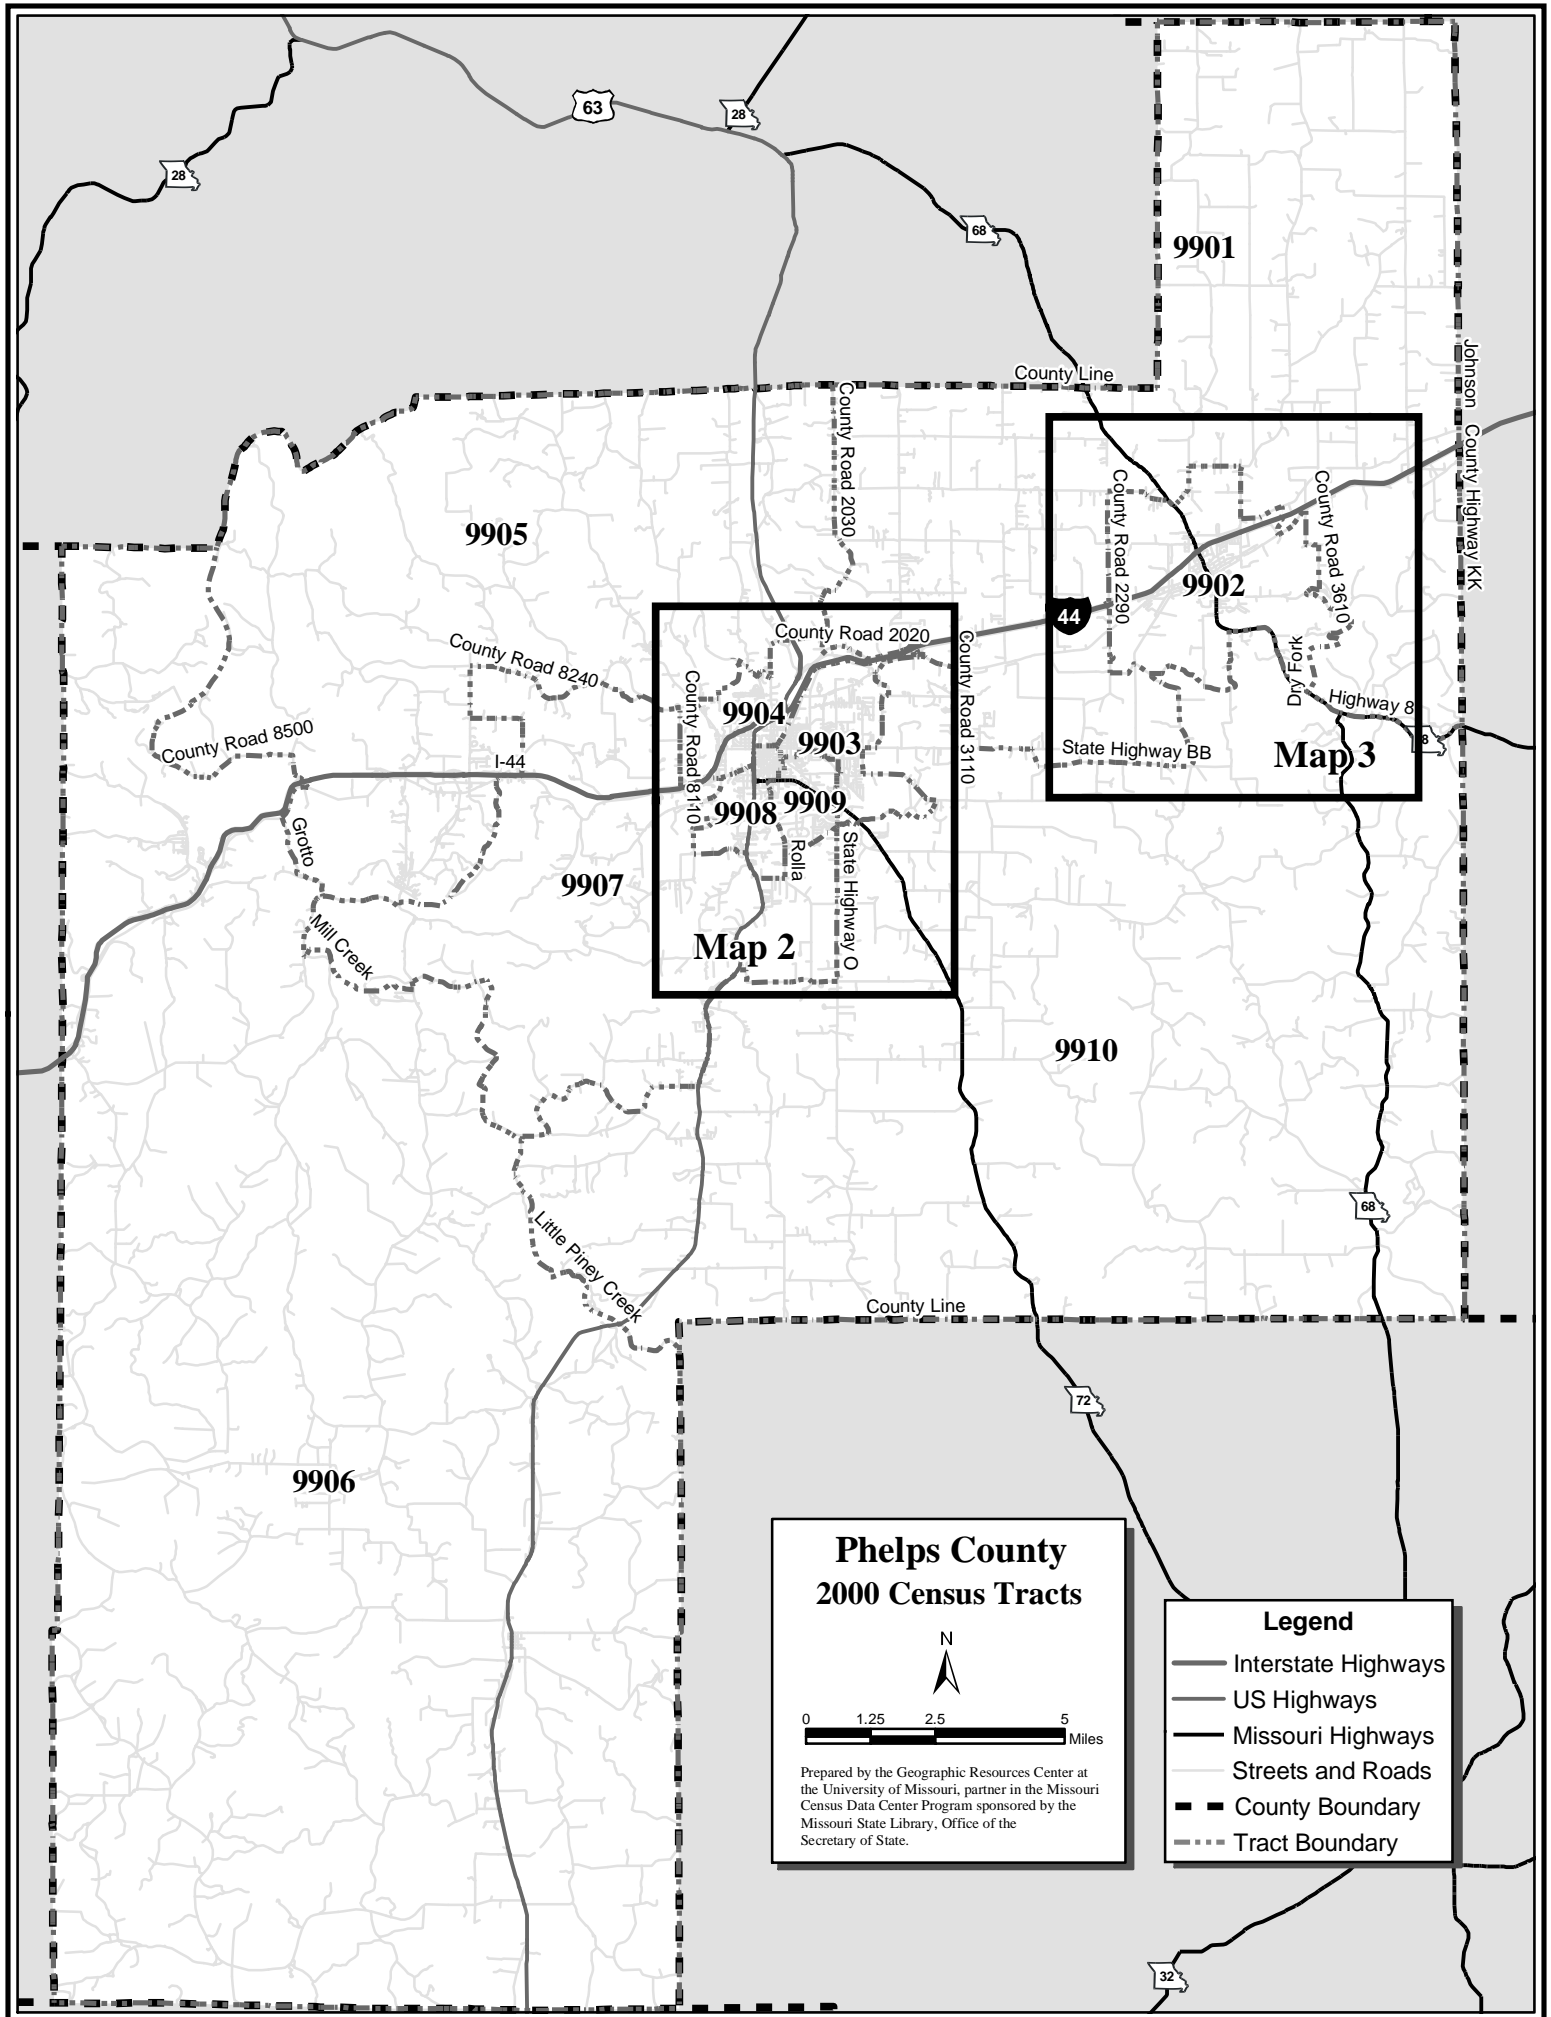 63
28
28
68
9901
County Line
Johnson County Highway KK
County Road 2030
9905
County Road 2290
County Road 3610
9902
44
County Road 2020
County Road 8240
County Road 8110
County Road 3110
Dry Fork
Highway 8
8
9904
9903
State Highway BB
Map 3
County Road 8500
I-44
9908
9909
Grotto
Rolla
State Highway O
9907
Map 2
Mill Creek
9910
68
Little Piney Creek
County Line
72
9906
Phelps County
2000 Census Tracts
N
0 1.25 2.5 5
Miles
Prepared by the Geographic Resources Center at
the University of Missouri, partner in the Missouri
Census Data Center Program sponsored by the
Missouri State Library, Office of the
Secretary of State.
Legend
Interstate Highways
US Highways
Missouri Highways
Streets and Roads
County Boundary
Tract Boundary
32